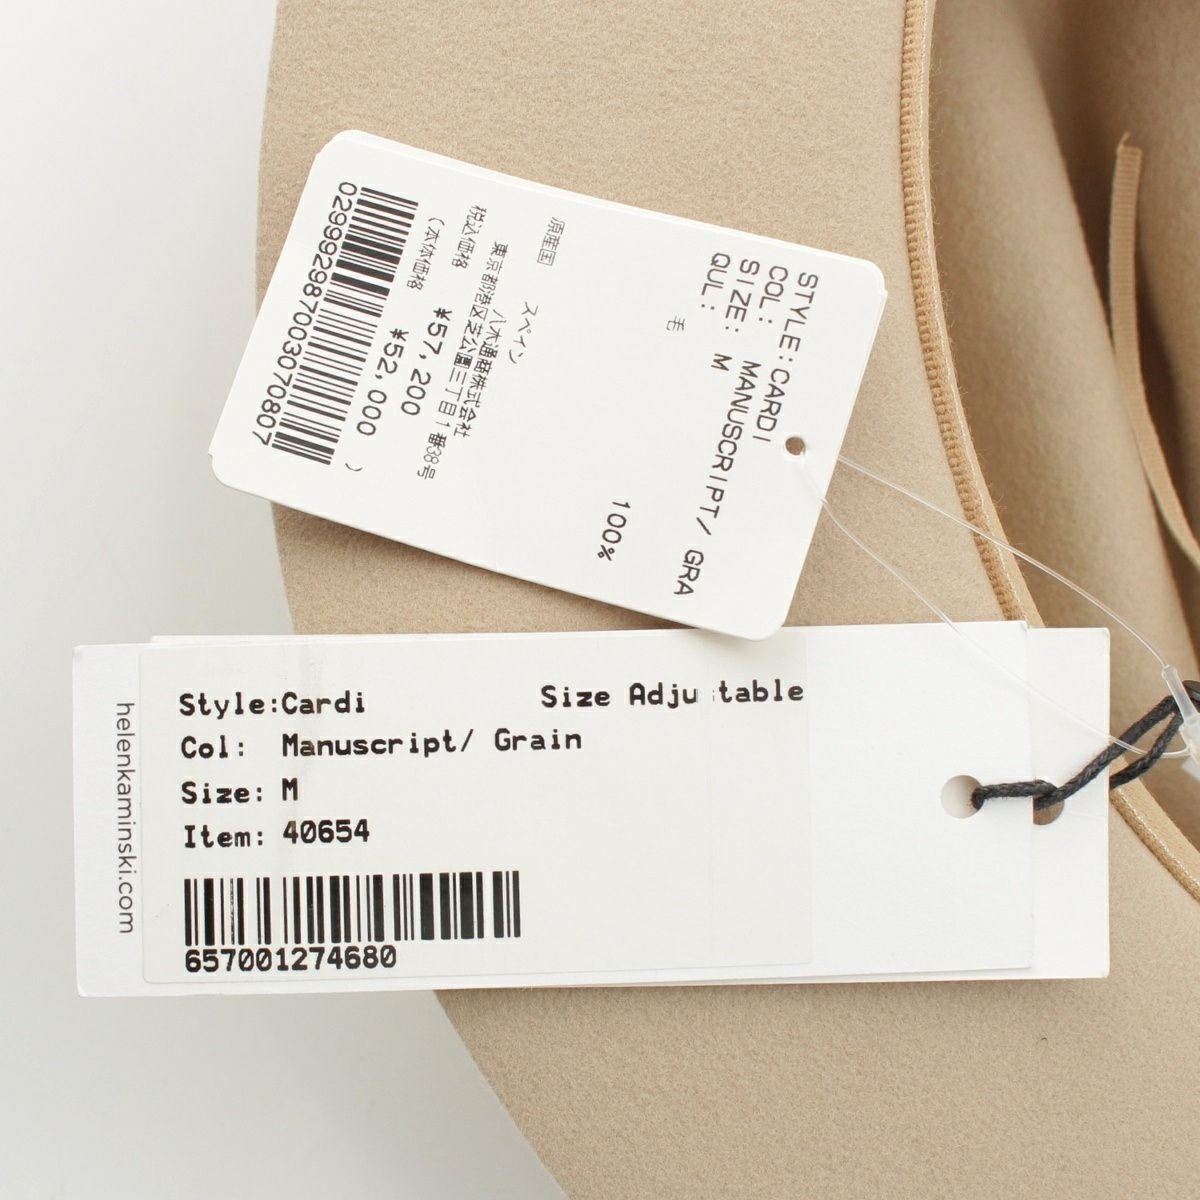 STYLE:CARDI
COL: MANUSCRIPT/ GRA
SIZE: M
QUL:
毛 100%
原産国 スペイン
八木通商株式会社
東京都港区芝公園三丁目1番38号
税込価格 ¥57,200
(本体価格 ¥52,000 )
0299929870030070807
helenkaminski.com
Style:Cardi Size Adjustable
Col: Manuscript/ Grain
Size: M
Item: 40654
657001274680